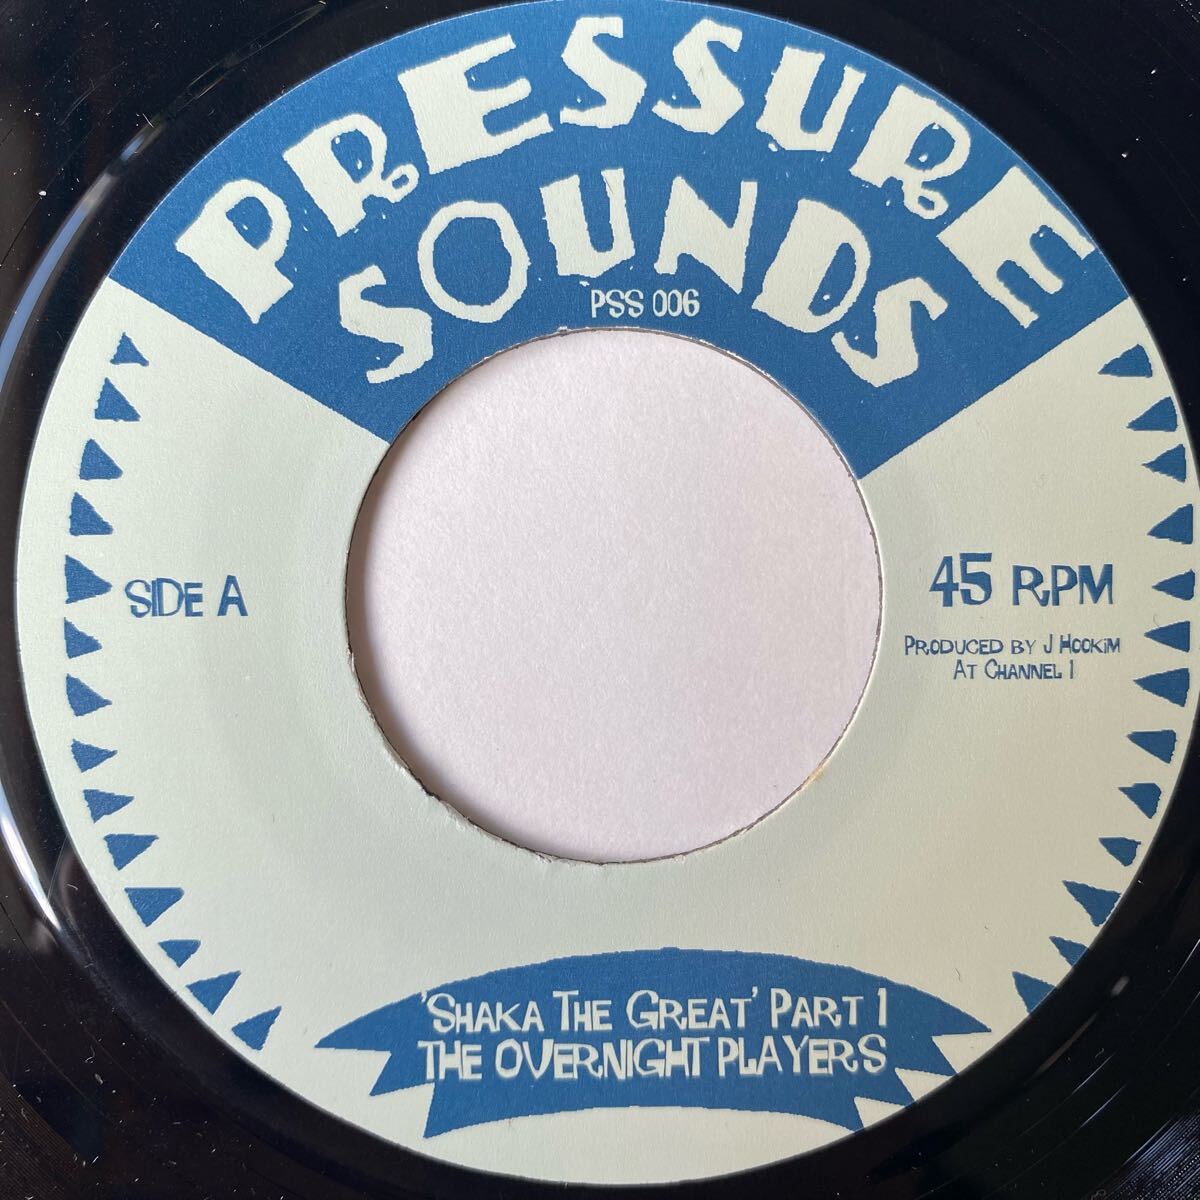 PRESSURE
SOUNDS
PSS 006
SIDE A
45 RPM
PRODUCED BY J HOOKIM
AT CHANNEL 1
'SHAKA THE GREAT' PART 1
THE OVERNIGHT PLAYERS